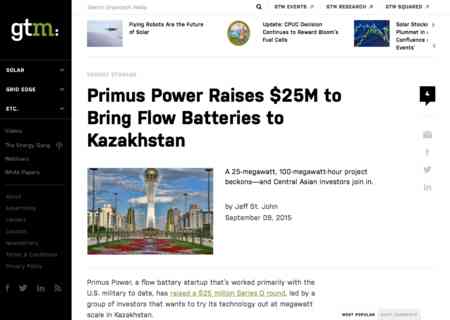 gtm:
Search Greentech Media
GTM EVENTS
GTM RESEARCH
GTM SQUARED
Flying Robots Are the Future
of Solar
Update: CPUC Decision
Continues to Reward Bloom's
Fuel Cells
Solar Stocks
Plummet in
Confluence
Events'
SOLAR
GRID EDGE
ETC.
Videos
The Energy Gang
Webinars
White Papers
About
Advertising
Careers
Contact
Newsletters
Terms & Conditions
Privacy Policy
ENERGY STORAGE
Primus Power Raises $25M to
Bring Flow Batteries to
Kazakhstan
4
A 25-megawatt, 100-megawatt-hour project
beckons—and Central Asian investors join in.
by Jeff St. John
September 09, 2015
Primus Power, a flow battery startup that's worked primarily with the
U.S. military to date, has raised a $25 million Series D round, led by a
group of investors that wants to try its technology out at megawatt
scale in Kazakhstan.
MOST POPULAR
MOST COMMENTS